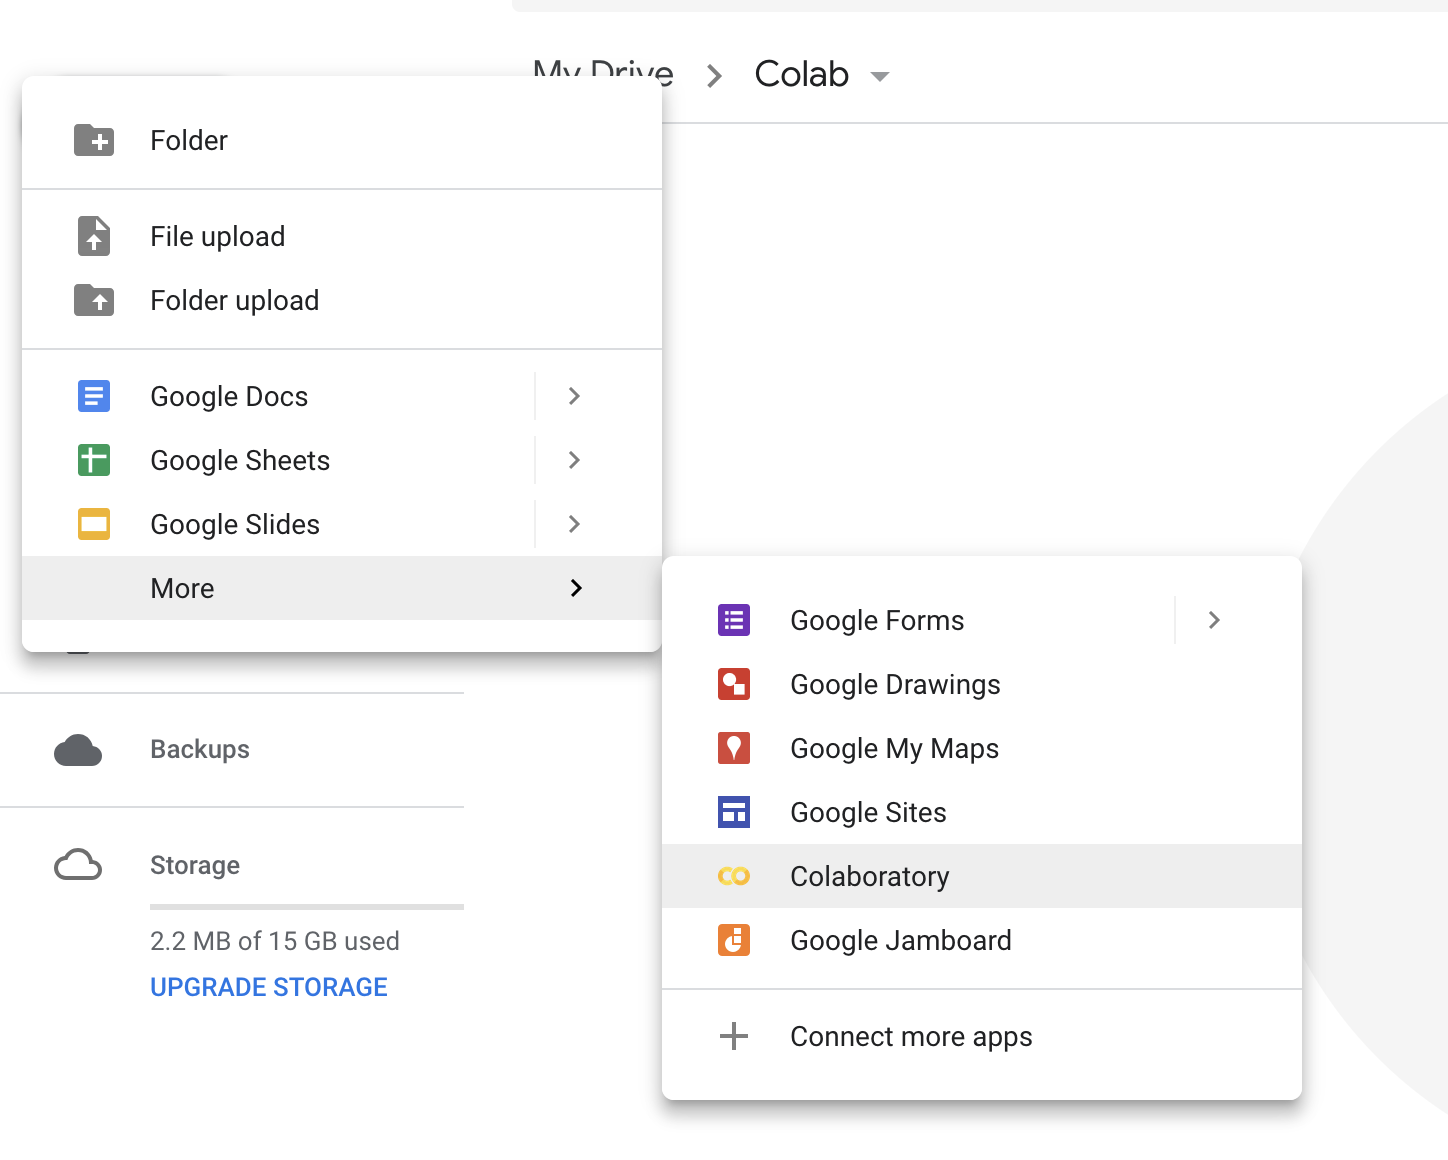 My Drive
Colab
Folder
File upload
Folder upload
Google Docs
Google Sheets
Google Slides
More
Google Forms
Google Drawings
Google My Maps
Google Sites
Colaboratory
Google Jamboard
Connect more apps
Backups
Storage
2.2 MB of 15 GB used
UPGRADE STORAGE